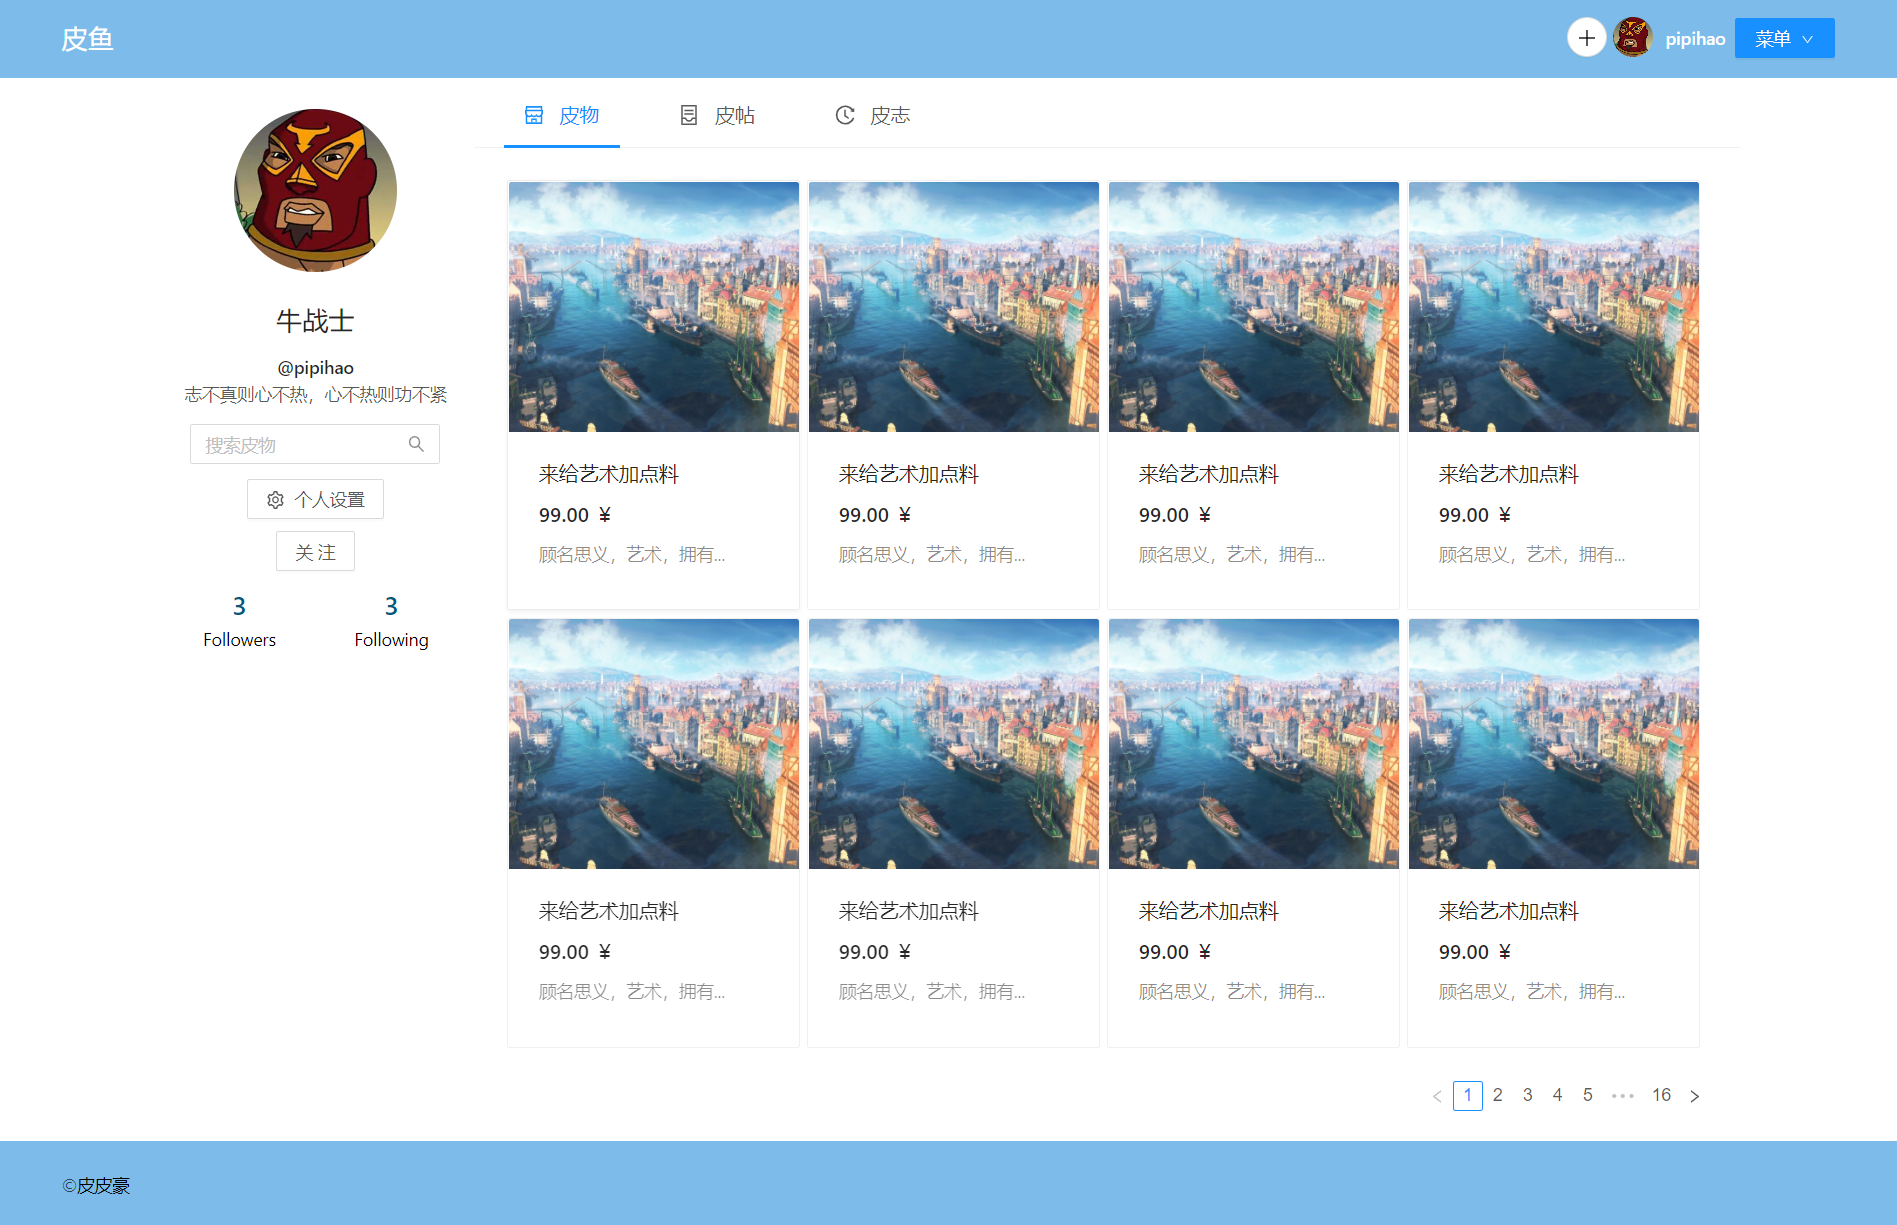 皮鱼
pipihao
菜单
皮物
皮帖
皮志
牛战士
@pipihao
志不真则心不热，心不热则功不紧
搜索皮物
个人设置
关 注
3
Followers
3
Following
来给艺术加点料
99.00 ¥
顾名思义，艺术，拥有...
来给艺术加点料
99.00 ¥
顾名思义，艺术，拥有...
来给艺术加点料
99.00 ¥
顾名思义，艺术，拥有...
来给艺术加点料
99.00 ¥
顾名思义，艺术，拥有...
来给艺术加点料
99.00 ¥
顾名思义，艺术，拥有...
来给艺术加点料
99.00 ¥
顾名思义，艺术，拥有...
来给艺术加点料
99.00 ¥
顾名思义，艺术，拥有...
来给艺术加点料
99.00 ¥
顾名思义，艺术，拥有...
1 2 3 4 5 ••• 16
©皮皮豪